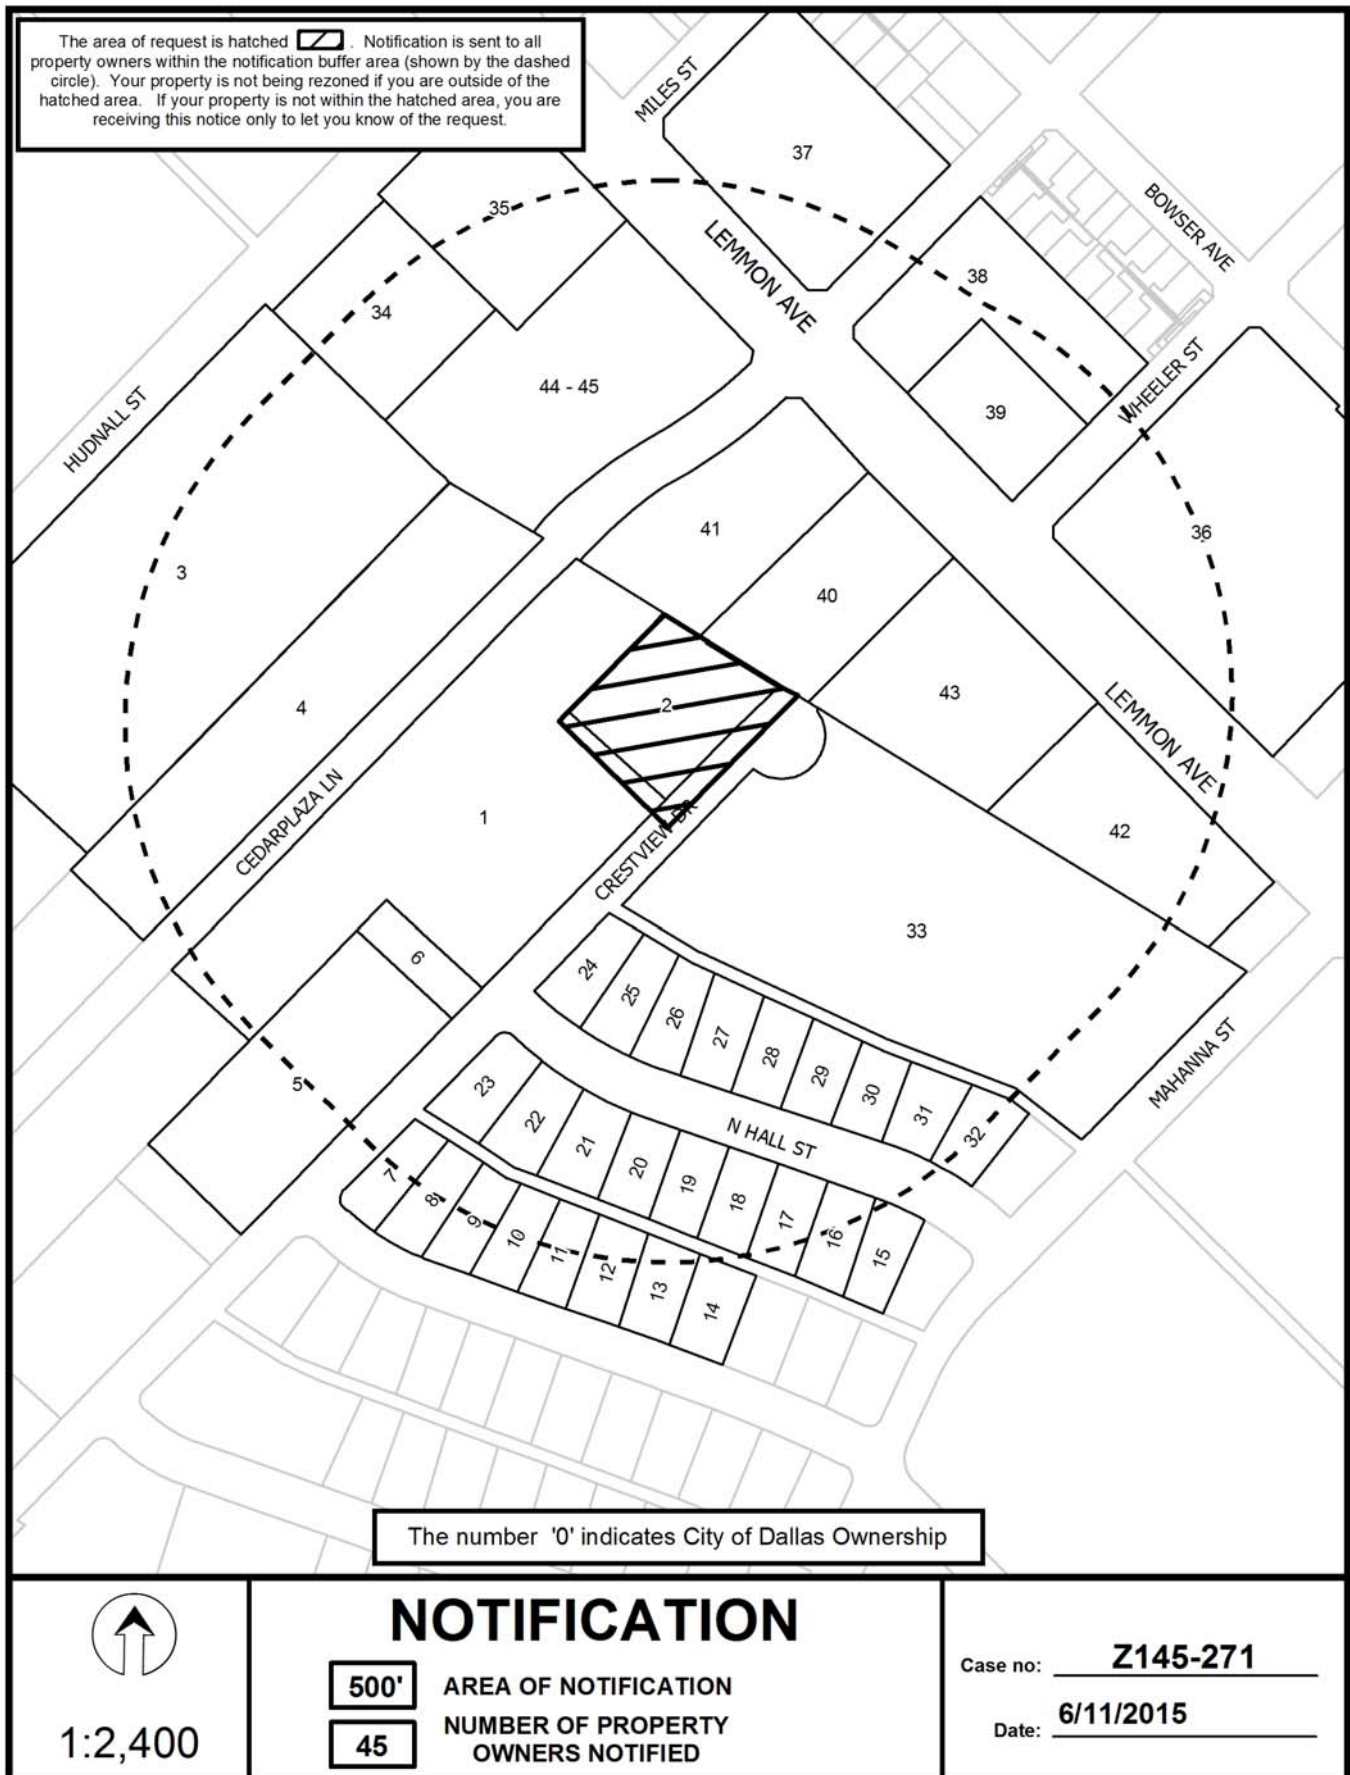 The area of request is hatched . Notification is sent to all
property owners within the notification buffer area (shown by the dashed
circle). Your property is not being rezoned if you are outside of the
hatched area. If your property is not within the hatched area, you are
receiving this notice only to let you know of the request.
MILES ST
37
BOWSER AVE
35
LEMMON AVE
38
34
44 - 45
WHEELER ST
39
HUDNALL ST
41
36
3
40
43
2
4
LEMMON AVE
1
CEDARPLAZA LN
42
CRESTVIEW DR
33
6
24
25
26
27
28
29
30
31
32
MAHANNA ST
5
23
22
21
20
19
18
17
16
15
N HALL ST
7
8
9
10
11
12
13
14
The number '0' indicates City of Dallas Ownership
1:2,400
NOTIFICATION
500' AREA OF NOTIFICATION
45 NUMBER OF PROPERTY
OWNERS NOTIFIED
Case no: Z145-271
Date: 6/11/2015